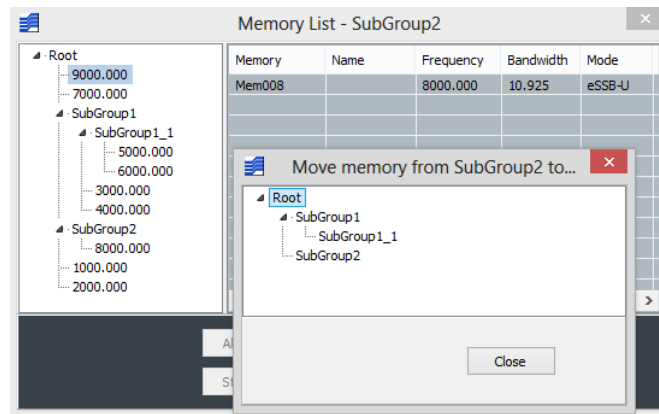 Memory List - SubGroup2
Root
9000.000
7000.000
SubGroup1
SubGroup1_1
5000.000
6000.000
3000.000
4000.000
SubGroup2
8000.000
1000.000
2000.000
Memory Name Frequency Bandwidth Mode
Mem008 8000.000 10.925 eSSB-U
Move memory from SubGroup2 to...
Root
SubGroup1
SubGroup1_1
SubGroup2
Close